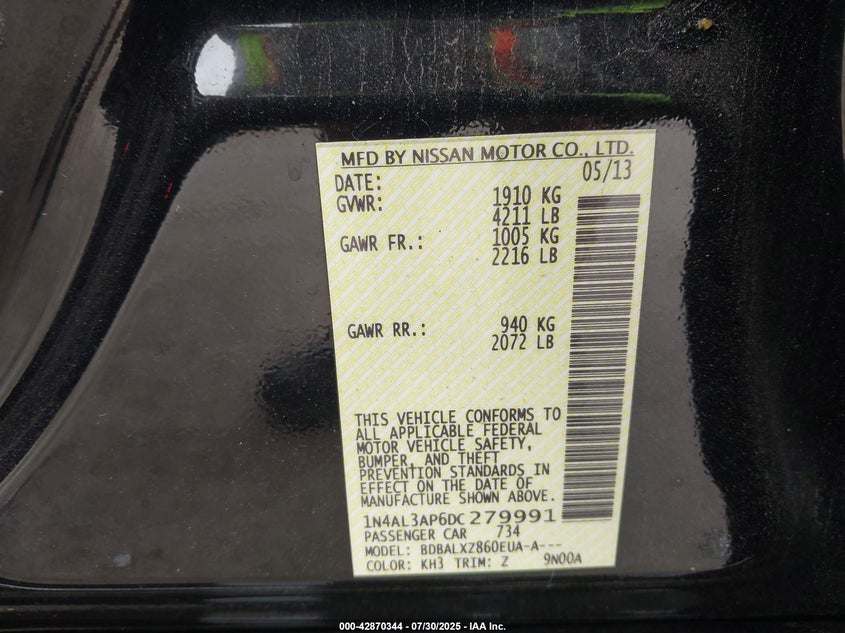 MFD BY NISSAN MOTOR CO., LTD.
DATE: 05/13
GVWR: 1910 KG
4211 LB
GAWR FR.: 1005 KG
2216 LB
GAWR RR.: 940 KG
2072 LB
THIS VEHICLE CONFORMS TO
ALL APPLICABLE FEDERAL
MOTOR VEHICLE SAFETY,
BUMPER, AND THEFT
PREVENTION STANDARDS IN
EFFECT ON THE DATE OF
MANUFACTURE SHOWN ABOVE.
1N4AL3AP6DC279991
PASSENGER CAR 734
MODEL: BDBALXZ860EUA-A---
COLOR: KH3 TRIM: Z 9N00A
000-42870344 / 07/30/2025 - IAA Inc.